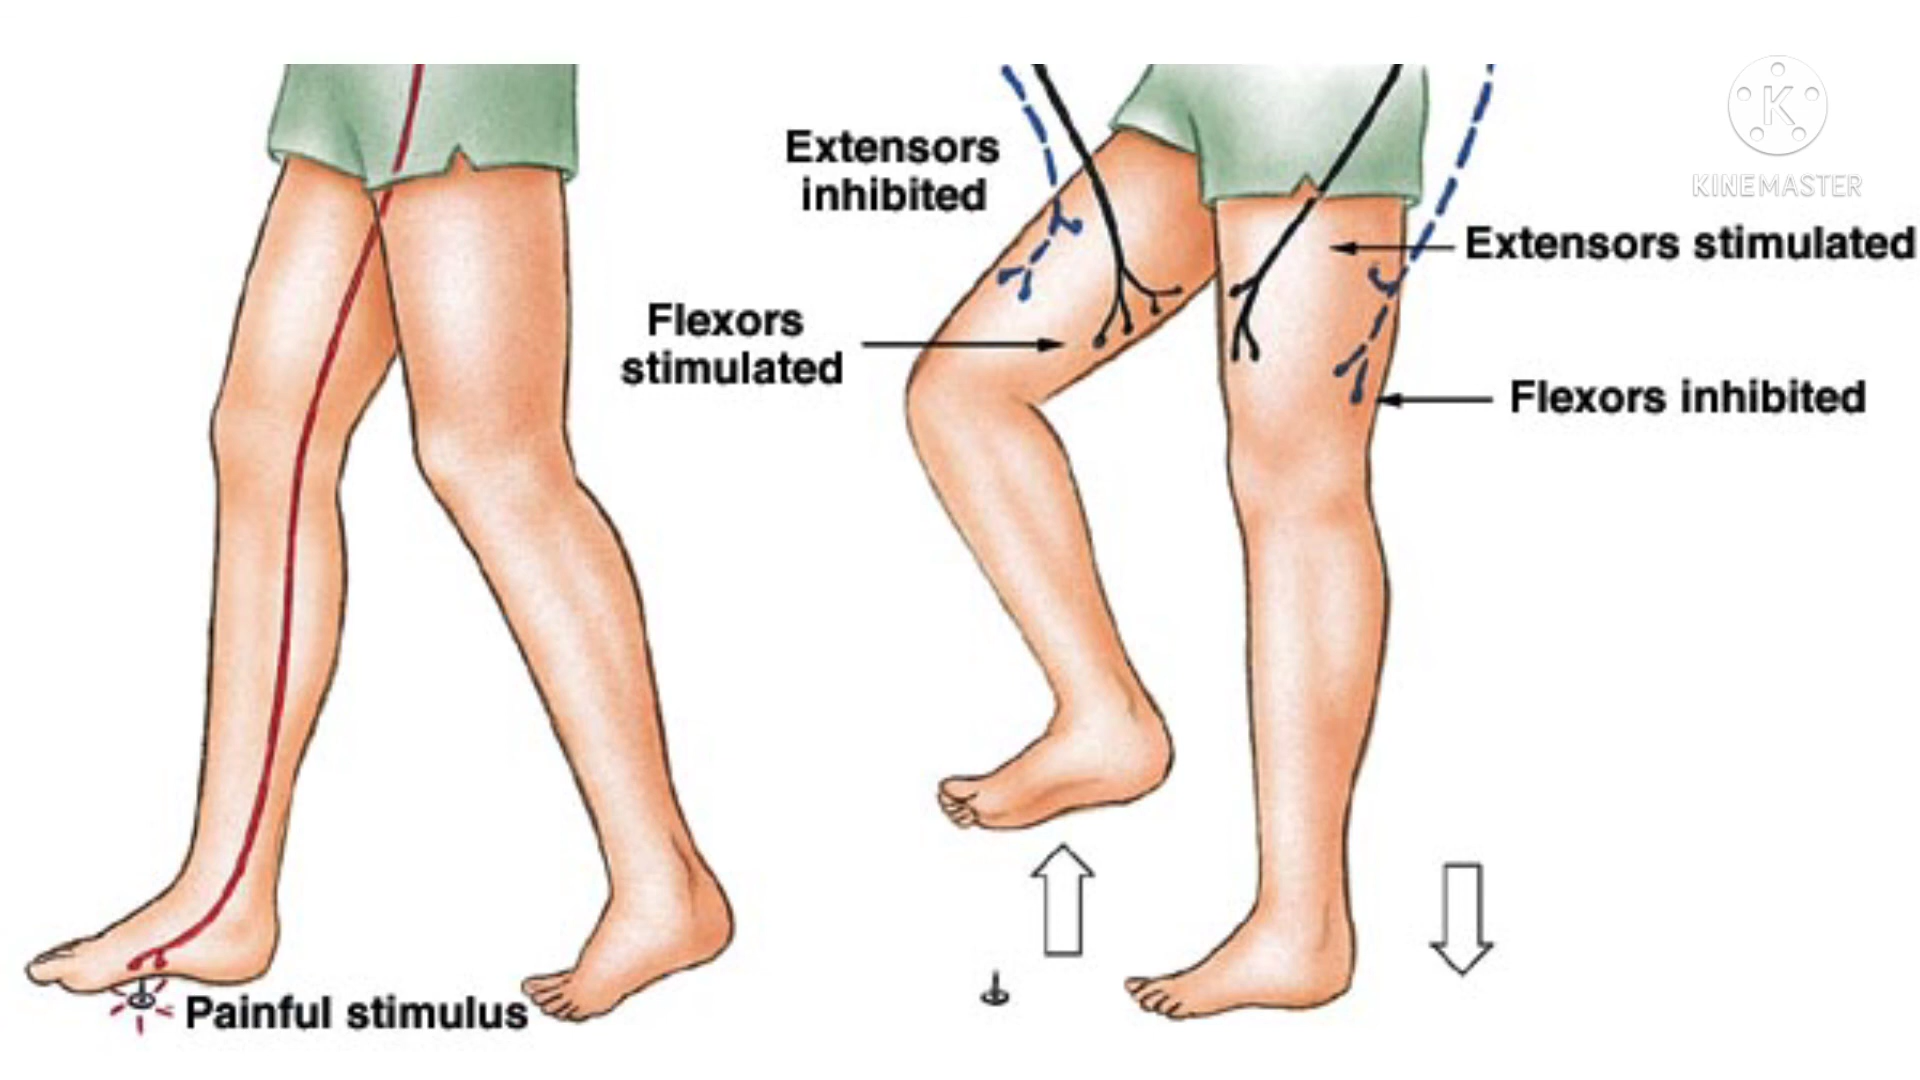 Painful stimulus
Extensors
inhibited
Flexors
stimulated
Extensors stimulated
Flexors inhibited
K
KINEMASTER